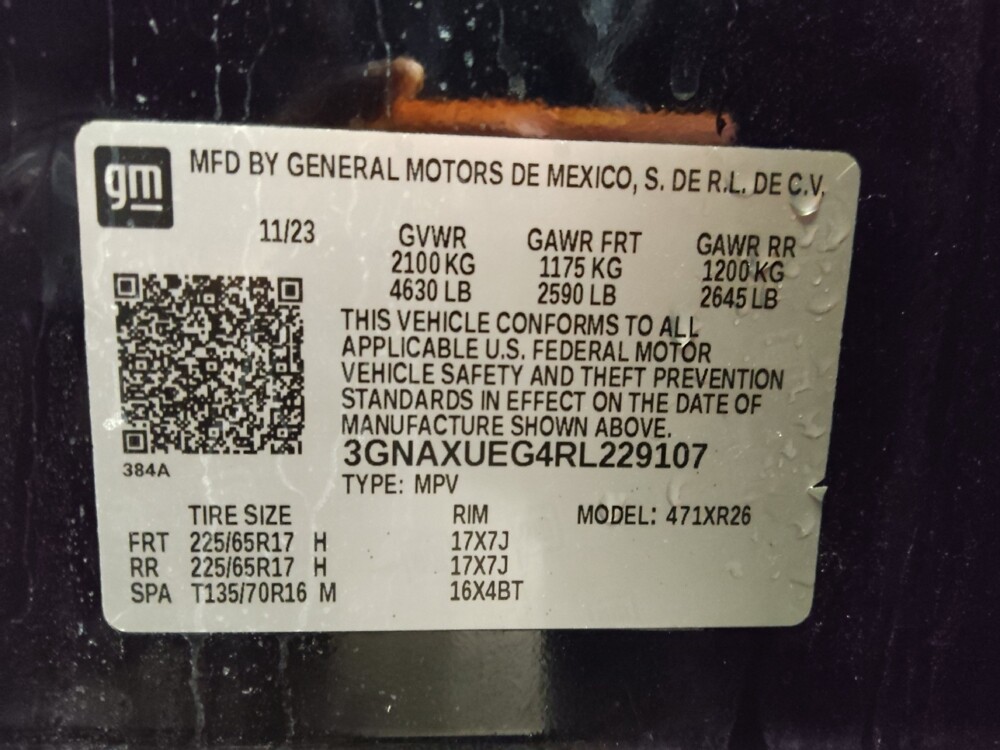 gm
MFD BY GENERAL MOTORS DE MEXICO, S. DE R.L. DE C.V.
11/23 GVWR GAWR FRT GAWR RR
2100 KG 1175 KG 1200 KG
4630 LB 2590 LB 2645 LB
THIS VEHICLE CONFORMS TO ALL
APPLICABLE U.S. FEDERAL MOTOR
VEHICLE SAFETY AND THEFT PREVENTION
STANDARDS IN EFFECT ON THE DATE OF
MANUFACTURE SHOWN ABOVE.
3GNAXUEG4RL229107
384A
TYPE: MPV
TIRE SIZE RIM MODEL: 471XR26
FRT 225/65R17 H 17X7J
RR 225/65R17 H 17X7J
SPA T135/70R16 M 16X4BT